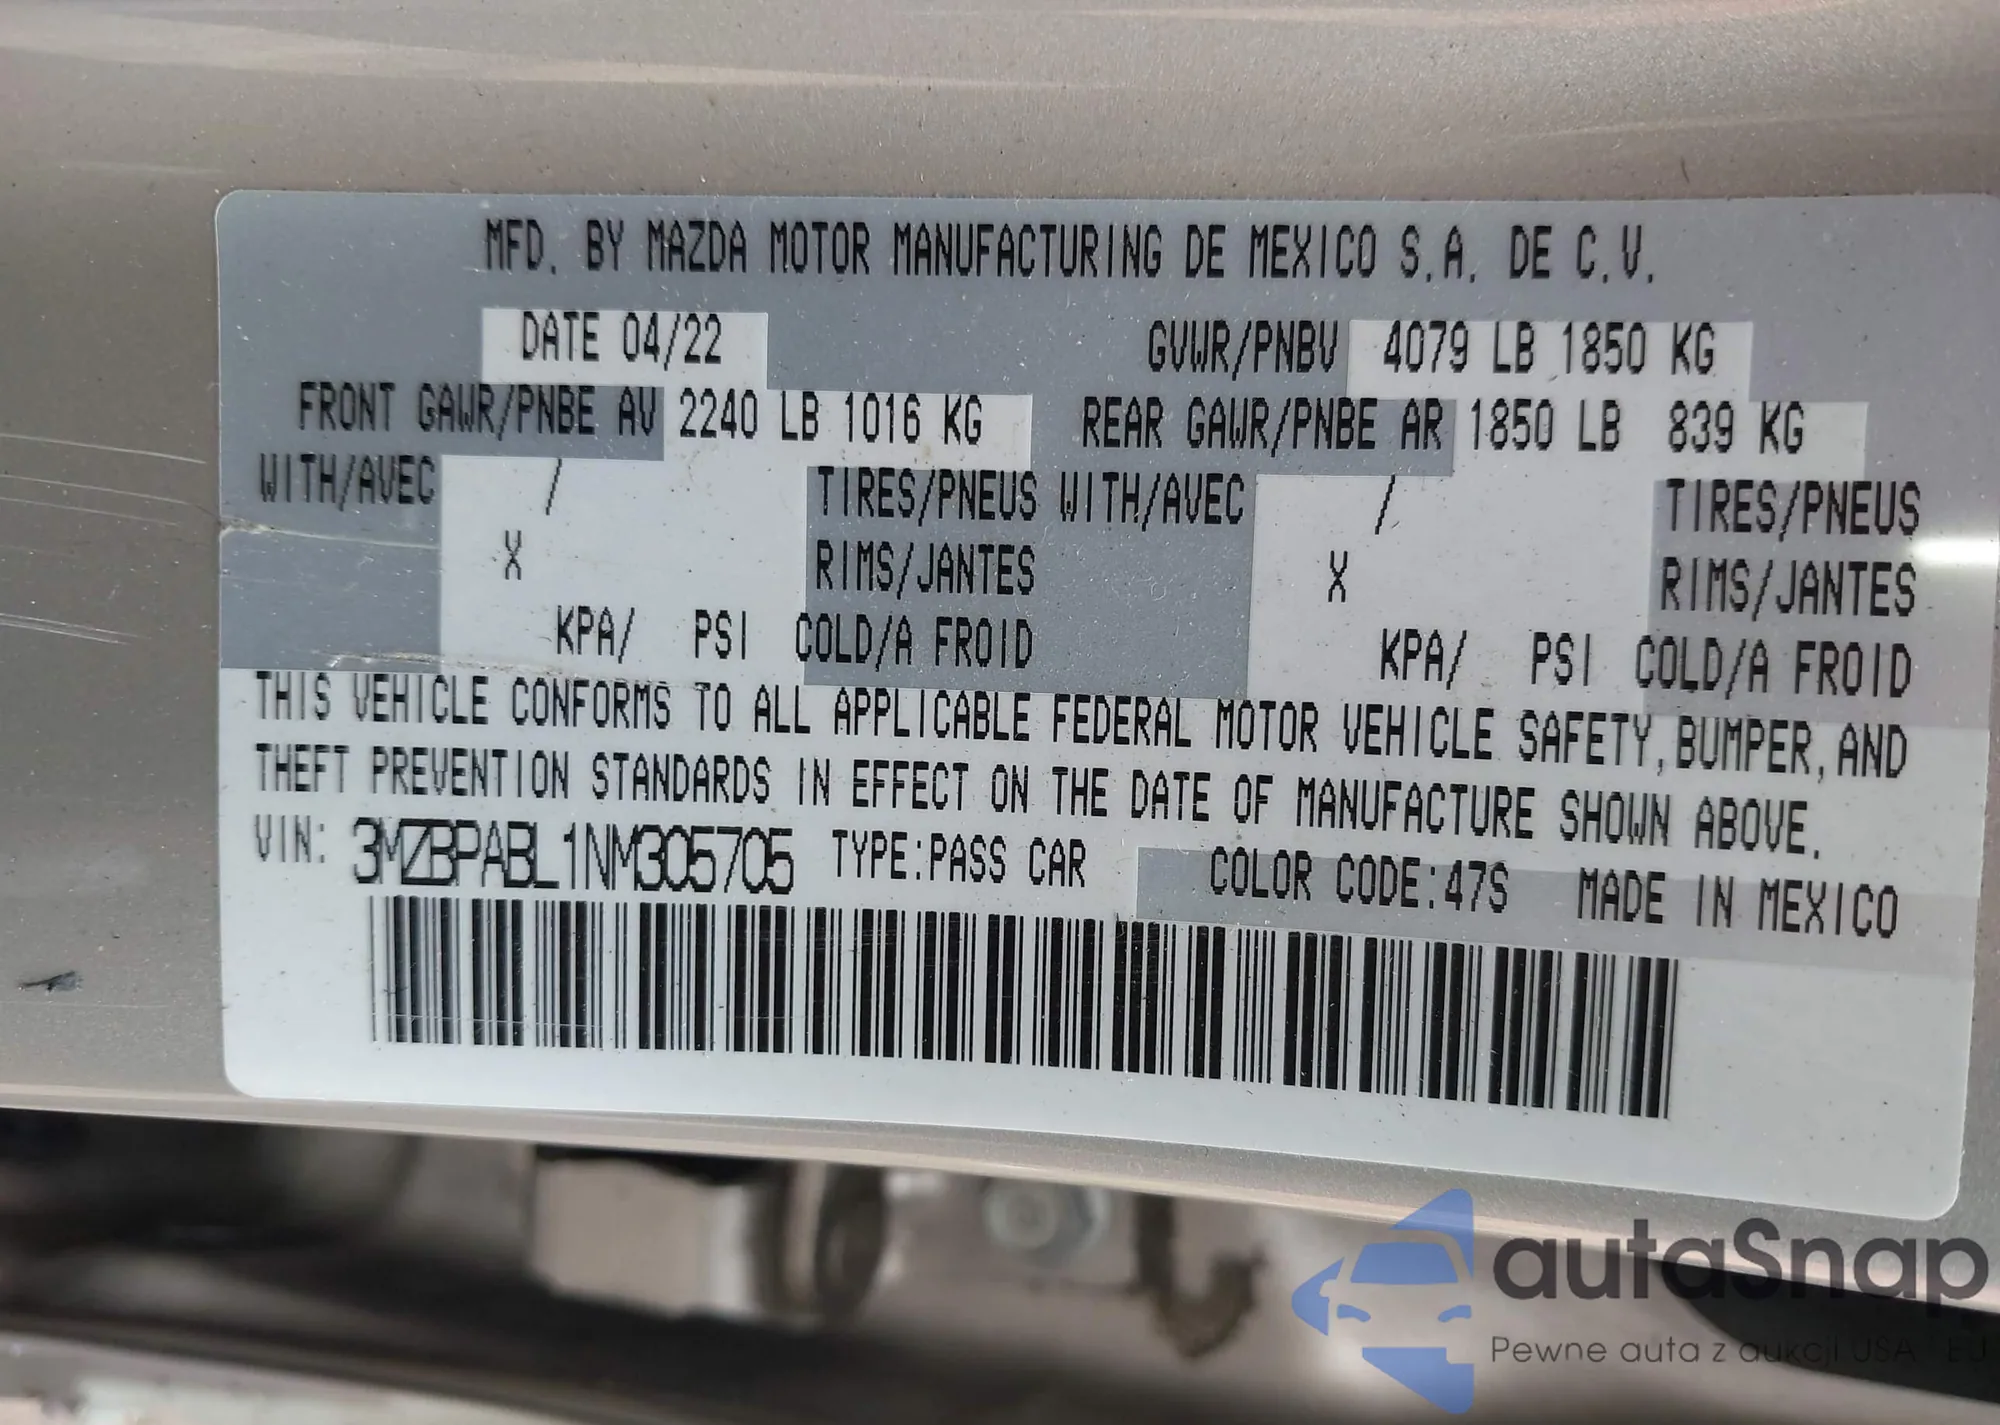 MFD. BY MAZDA MOTOR MANUFACTURING DE MEXICO S.A. DE C.V.
DATE 04/22 GVWR/PNBV 4079 LB 1850 KG
FRONT GAWR/PNBE AV 2240 LB 1016 KG REAR GAWR/PNBE AR 1850 LB 839 KG
WITH/AVEC / TIRES/PNEUS WITH/AVEC / TIRES/PNEUS
X RIMS/JANTES X RIMS/JANTES
KPA/ PSI COLD/A FROID KPA/ PSI COLD/A FROID
THIS VEHICLE CONFORMS TO ALL APPLICABLE FEDERAL MOTOR VEHICLE SAFETY, BUMPER, AND
THEFT PREVENTION STANDARDS IN EFFECT ON THE DATE OF MANUFACTURE SHOWN ABOVE.
VIN: 3MZBPABL1NM305705 TYPE:PASS CAR COLOR CODE:47S MADE IN MEXICO
autaSnap
Pewne auta z aukcji USA EU